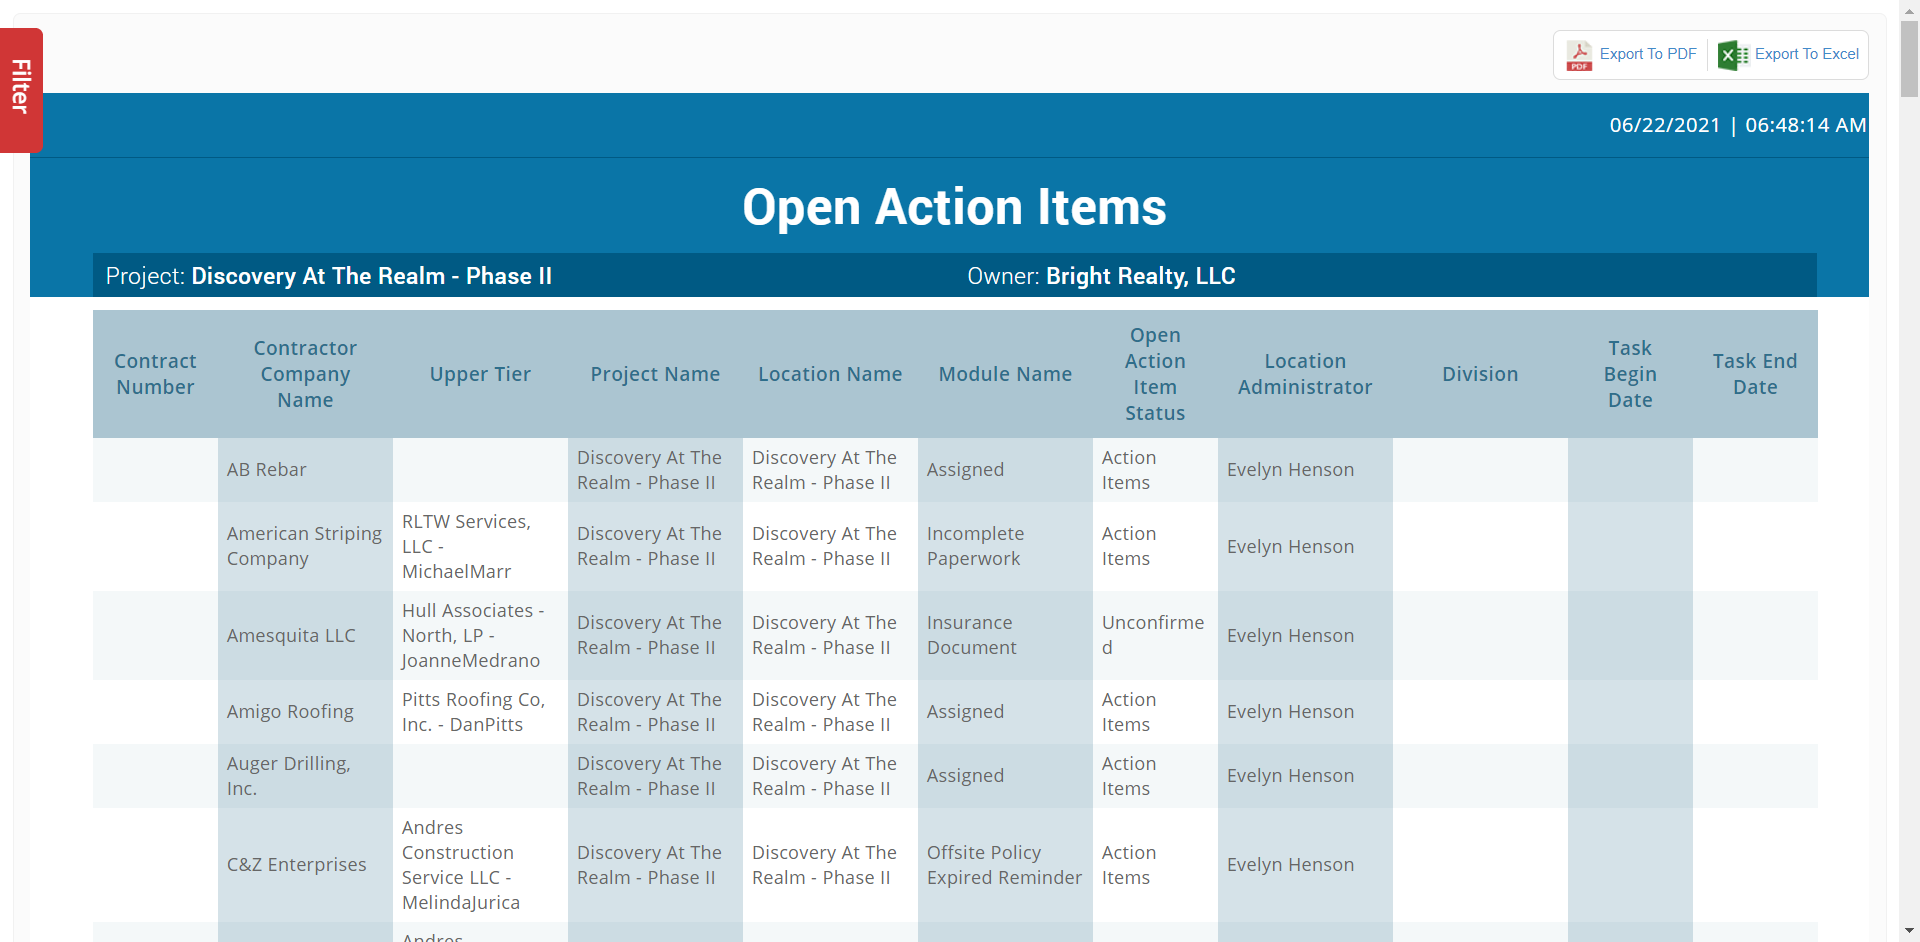 Filter
PDF Export To PDF
Export To Excel
06/22/2021 | 06:48:14 AM
Open Action Items
Project: Discovery At The Realm - Phase II
Owner: Bright Realty, LLC
Contract
Number
Contractor
Company
Name
Upper Tier
Project Name
Location Name
Module Name
Open
Action
Item
Status
Location
Administrator
Division
Task
Begin
Date
Task End
Date
AB Rebar
Discovery At The
Realm - Phase II
Discovery At The
Realm - Phase II
Assigned
Action
Items
Evelyn Henson
American Striping
Company
RLTW Services,
LLC -
MichaelMarr
Discovery At The
Realm - Phase II
Discovery At The
Realm - Phase II
Incomplete
Paperwork
Action
Items
Evelyn Henson
Amesquita LLC
Hull Associates -
North, LP -
JoanneMedrano
Discovery At The
Realm - Phase II
Discovery At The
Realm - Phase II
Insurance
Document
Unconfirme
d
Evelyn Henson
Amigo Roofing
Pitts Roofing Co,
Inc. - DanPitts
Discovery At The
Realm - Phase II
Discovery At The
Realm - Phase II
Assigned
Action
Items
Evelyn Henson
Auger Drilling,
Inc.
Discovery At The
Realm - Phase II
Discovery At The
Realm - Phase II
Assigned
Action
Items
Evelyn Henson
C&Z Enterprises
Andres
Construction
Service LLC -
MelindaJurica
Discovery At The
Realm - Phase II
Discovery At The
Realm - Phase II
Offsite Policy
Expired Reminder
Action
Items
Evelyn Henson
Andres